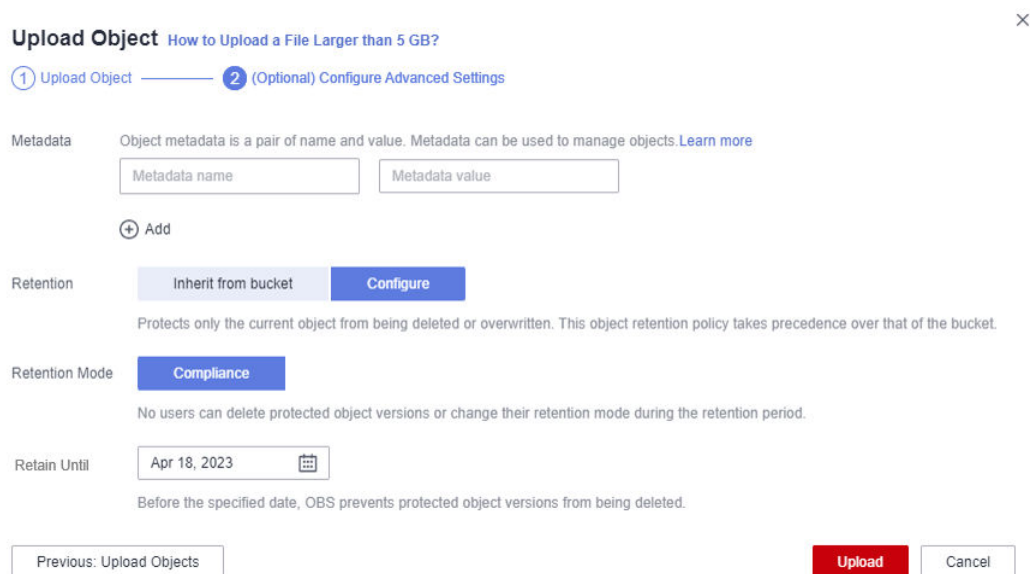 Upload Object How to Upload a File Larger than 5 GB?
1 Upload Object 2 (Optional) Configure Advanced Settings
Metadata Object metadata is a pair of name and value. Metadata can be used to manage objects.Learn more
Metadata name Metadata value
Add
Retention Inherit from bucket Configure
Protects only the current object from being deleted or overwritten. This object retention policy takes precedence over that of the bucket.
Retention Mode Compliance
No users can delete protected object versions or change their retention mode during the retention period.
Retain Until Apr 18, 2023
Before the specified date, OBS prevents protected object versions from being deleted.
Previous: Upload Objects Upload Cancel